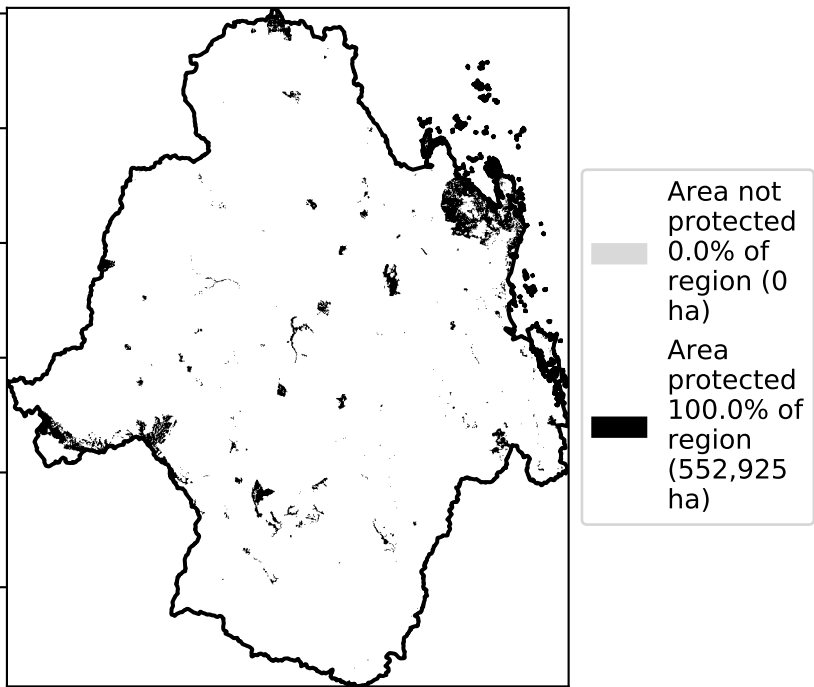 Area not
protected
0.0% of
region (0
ha)
Area
protected
100.0% of
region
(552,925
ha)